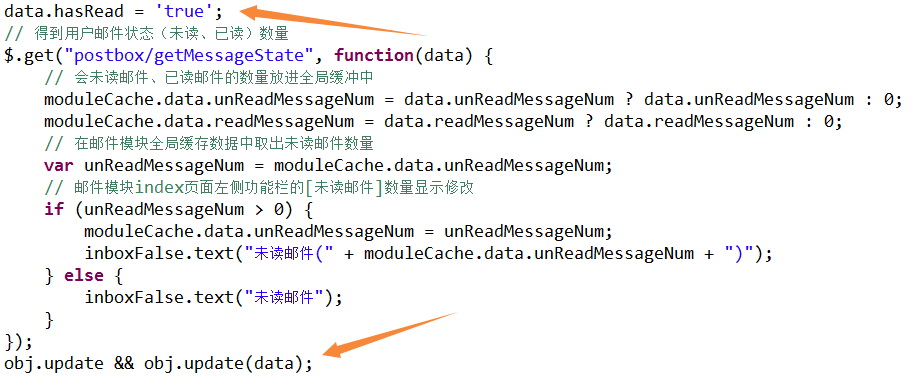 data.hasRead = 'true';
// 得到用户邮件状态（未读、已读）数量
$.get("postbox/getMessageState", function(data) {
    // 会未读邮件、已读邮件的数量放进全局缓冲中
    moduleCache.data.unReadMessageNum = data.unReadMessageNum ? data.unReadMessageNum : 0;
    moduleCache.data.readMessageNum = data.readMessageNum ? data.readMessageNum : 0;
    // 在邮件模块全局缓存数据中取出未读邮件数量
    var unReadMessageNum = moduleCache.data.unReadMessageNum;
    // 邮件模块index页面左侧功能栏的[未读邮件]数量显示修改
    if (unReadMessageNum > 0) {
        moduleCache.data.unReadMessageNum = unReadMessageNum;
        inboxFalse.text("未读邮件(" + moduleCache.data.unReadMessageNum + ")");
    } else {
        inboxFalse.text("未读邮件");
    }
});
obj.update && obj.update(data);